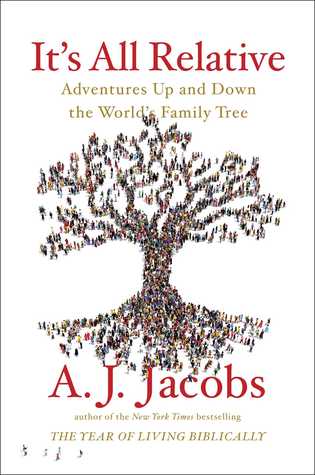 It's All Relative
Adventures Up and Down
the World's Family Tree
A. J. Jacobs
author of the New York Times bestselling
THE YEAR OF LIVING BIBLICALLY